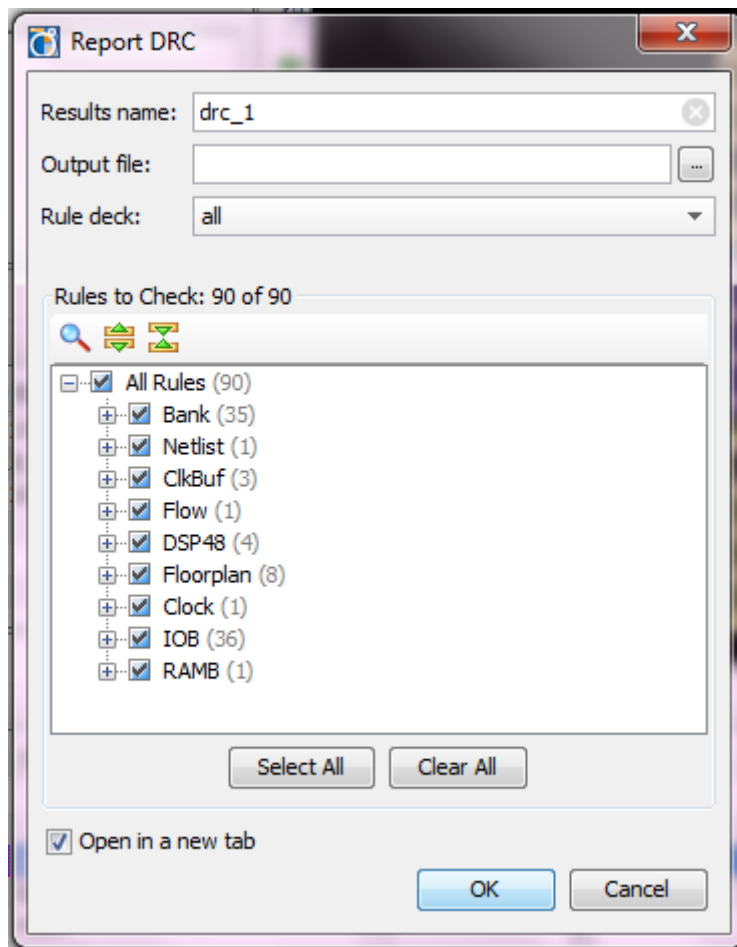 Report DRC
Results name: drc_1
Output file: ...
Rule deck: all
Rules to Check: 90 of 90
All Rules (90)
Bank (35)
Netlist (1)
ClkBuf (3)
Flow (1)
DSP48 (4)
Floorplan (8)
Clock (1)
IOB (36)
RAMB (1)
Select All Clear All
Open in a new tab
OK Cancel